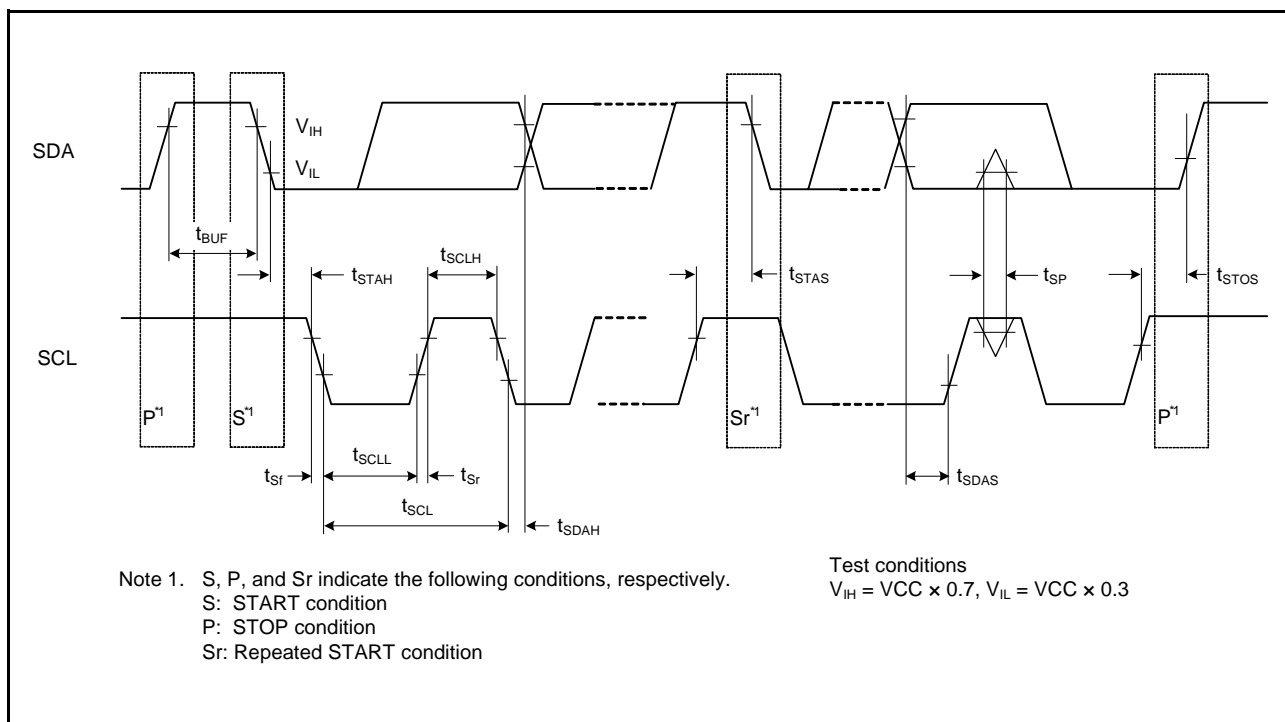 SDA
V_IH
V_IL
t_BUF
t_STAH
t_SCLH
t_STAS
t_SP
t_STOS
SCL
P*1
S*1
Sr*1
P*1
t_Sf
t_SCLL
t_Sr
t_SDAS
t_SCL
t_SDAH
Note 1. S, P, and Sr indicate the following conditions, respectively.
S: START condition
P: STOP condition
Sr: Repeated START condition
Test conditions
V_IH = VCC × 0.7, V_IL = VCC × 0.3